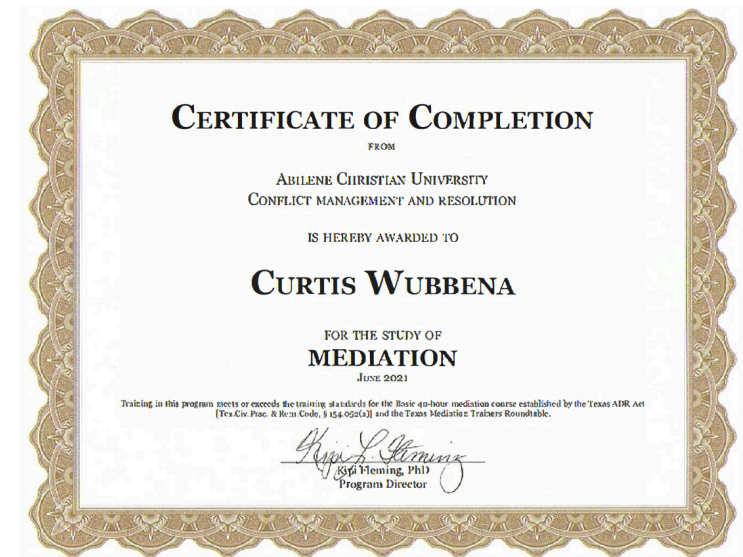 CERTIFICATE OF COMPLETION
FROM
ABILENE CHRISTIAN UNIVERSITY
CONFLICT MANAGEMENT AND RESOLUTION
IS HEREBY AWARDED TO
CURTIS WUBBENA
FOR THE STUDY OF
MEDIATION
JUNE 2021
Training in this program meets or exceeds the training standards for the Basic 40-hour mediation course established by the Texas ADR Act
[Tex.Civ.Prac. & Rem.Code, § 154.052(a)] and the Texas Mediation Trainers Roundtable.
Kipi L. Fleming
Kipi Fleming, PhD
Program Director